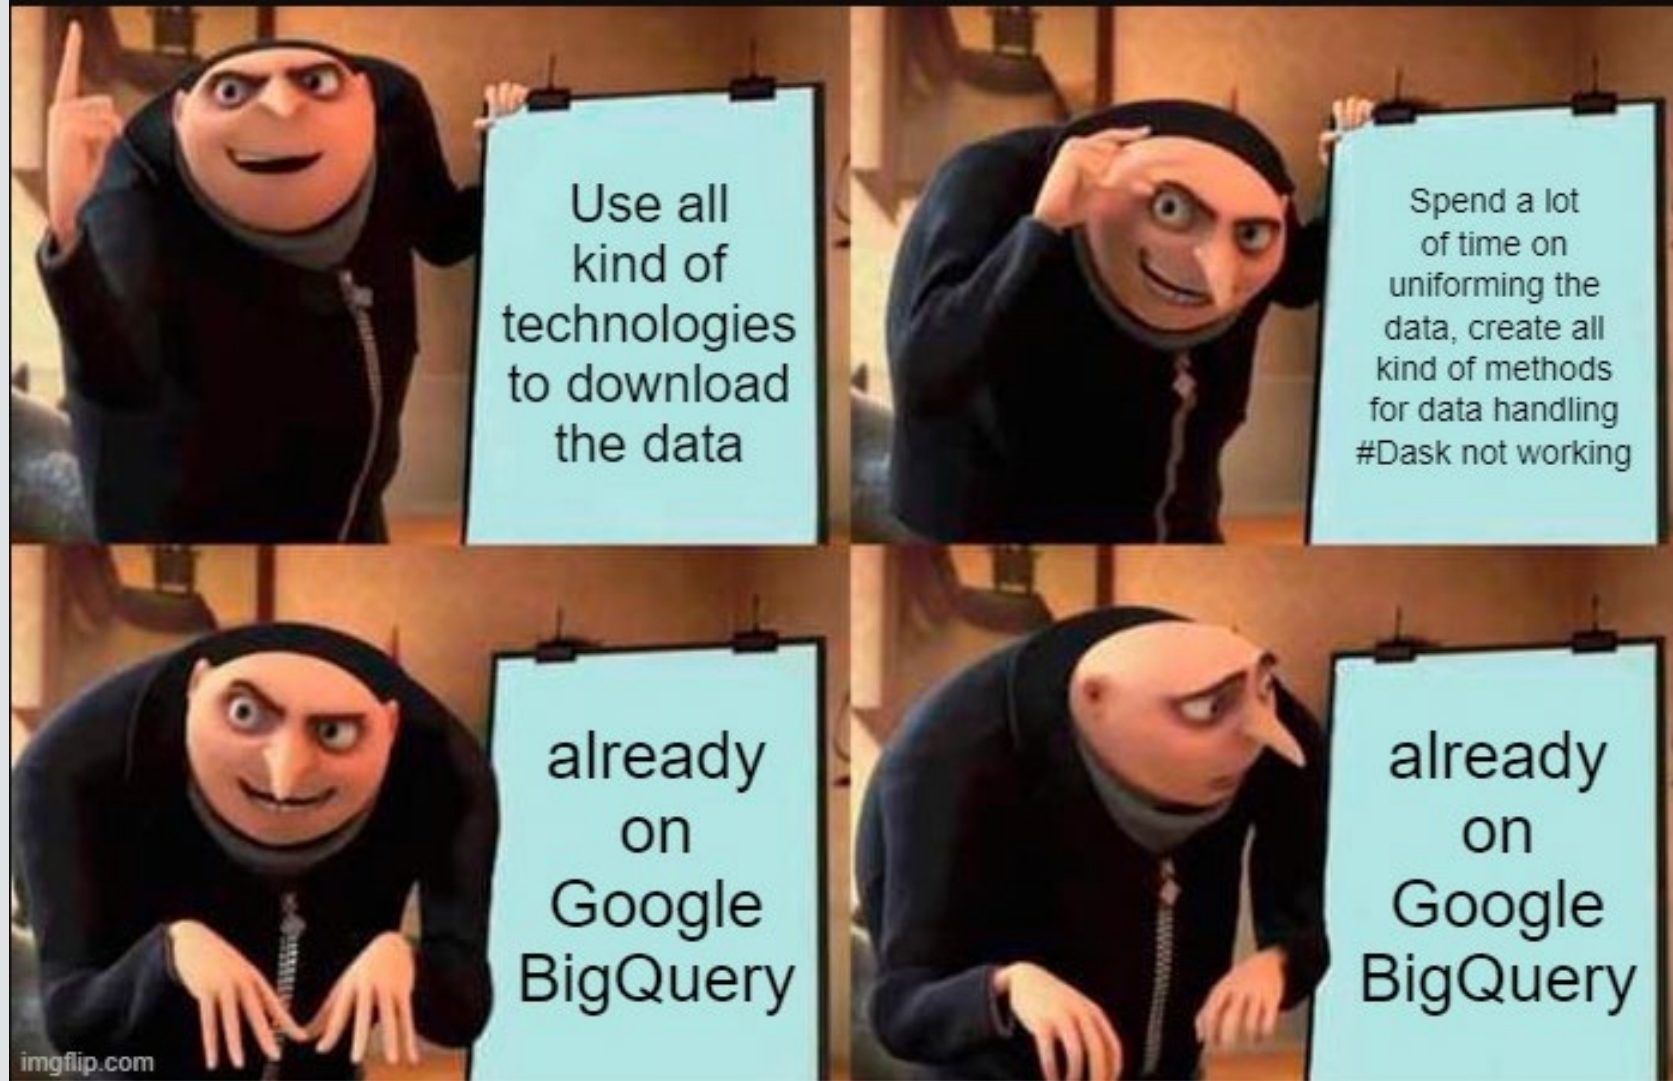 Use all
kind of
technologies
to download
the data
Spend a lot
of time on
uniforming the
data, create all
kind of methods
for data handling
#Dask not working
already
on
Google
BigQuery
already
on
Google
BigQuery
imgflip.com